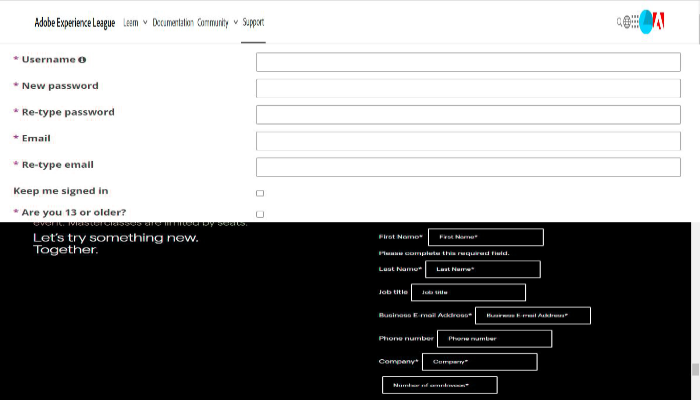 Adobe Experience League Learn Documentation Community Support
* Username
* New password
* Re-type password
* Email
* Re-type email
Keep me signed in
* Are you 13 or older?
event. Masterclasses are limited by seats.
Let's try something new.
Together.
First Name* First Name*
Please complete this required field.
Last Name* Last Name*
Job title Job title
Business E-mail Address* Business E-mail Address*
Phone number Phone number
Company* Company*
Number of employees*